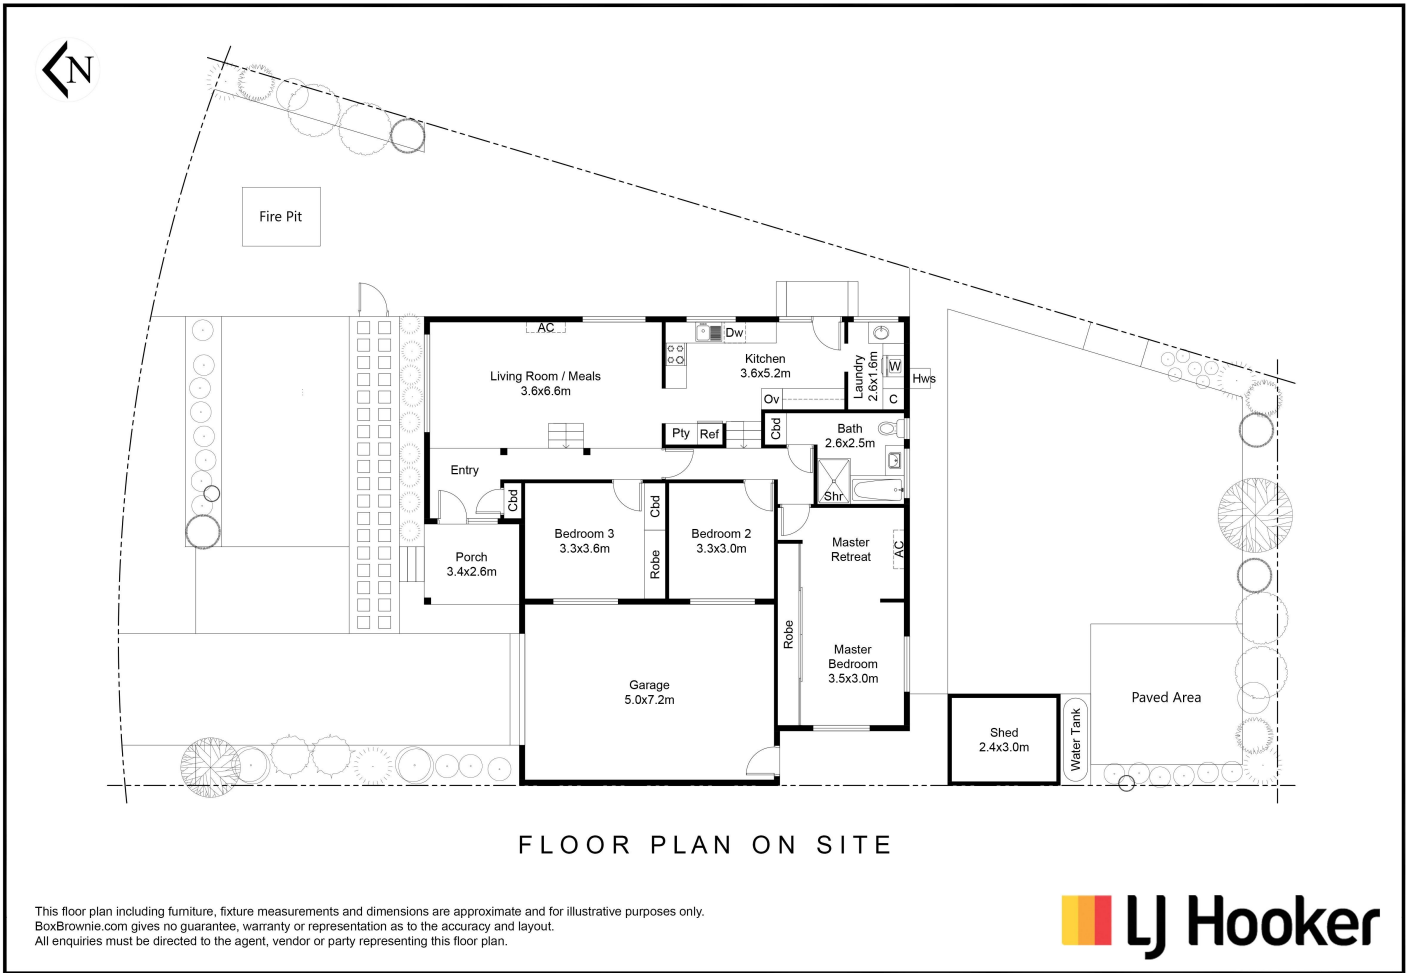 N
Fire Pit
AC
Living Room / Meals
3.6x6.6m
Dw
Kitchen
3.6x5.2m
Ov
Pty
Ref
Laundry
2.6x1.6m
W
C
Hws
Cbd
Bath
2.6x2.5m
Shr
Entry
Cbd
Porch
3.4x2.6m
Bedroom 3
3.3x3.6m
Cbd
Robe
Bedroom 2
3.3x3.0m
Master
Retreat
AC
Robe
Master
Bedroom
3.5x3.0m
Garage
5.0x7.2m
Shed
2.4x3.0m
Water Tank
Paved Area
FLOOR PLAN ON SITE
This floor plan including furniture, fixture measurements and dimensions are approximate and for illustrative purposes only.
BoxBrownie.com gives no guarantee, warranty or representation as to the accuracy and layout.
All enquiries must be directed to the agent, vendor or party representing this floor plan.
LJ Hooker